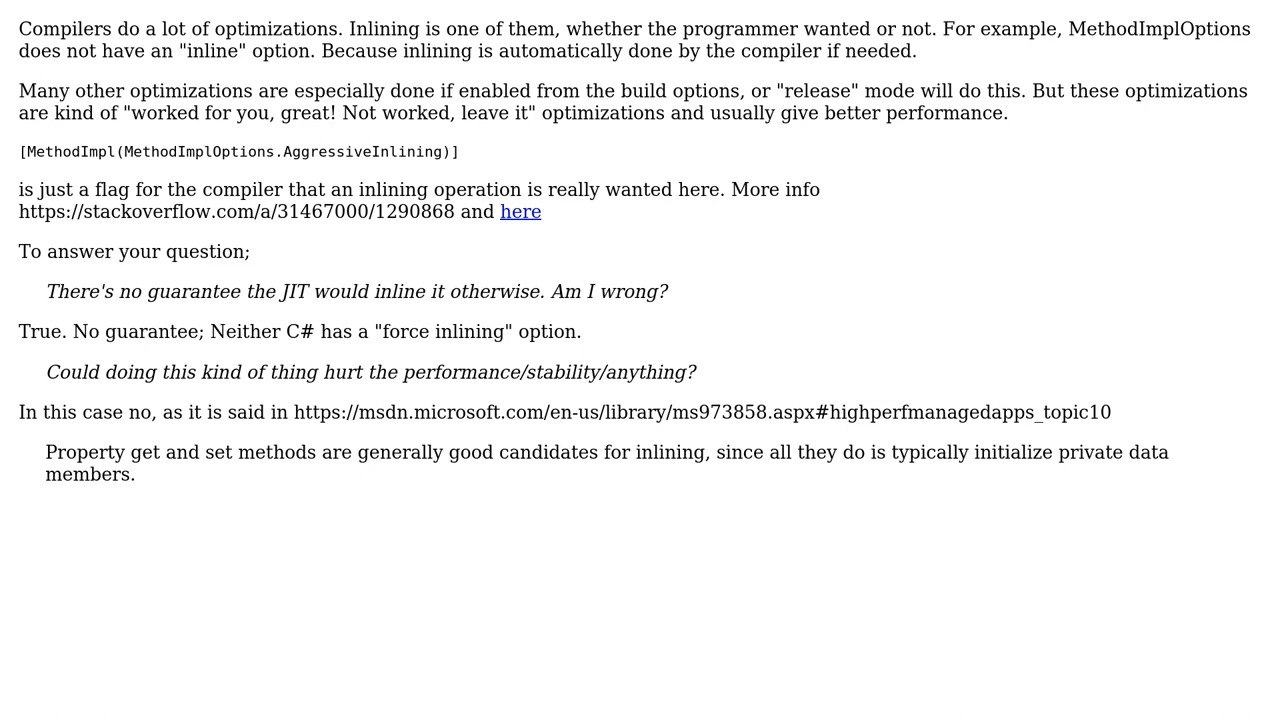 Compilers do a lot of optimizations. Inlining is one of them, whether the programmer wanted or not. For example, MethodImplOptions
does not have an "inline" option. Because inlining is automatically done by the compiler if needed.
Many other optimizations are especially done if enabled from the build options, or "release" mode will do this. But these optimizations
are kind of "worked for you, great! Not worked, leave it" optimizations and usually give better performance.
[MethodImpl(MethodImplOptions.AggressiveInlining)]
is just a flag for the compiler that an inlining operation is really wanted here. More info
https://stackoverflow.com/a/31467000/1290868 and here
To answer your question;
There's no guarantee the JIT would inline it otherwise. Am I wrong?
True. No guarantee; Neither C# has a "force inlining" option.
Could doing this kind of thing hurt the performance/stability/anything?
In this case no, as it is said in https://msdn.microsoft.com/en-us/library/ms973858.aspx#highperfmanagedapps_topic10
Property get and set methods are generally good candidates for inlining, since all they do is typically initialize private data
members.